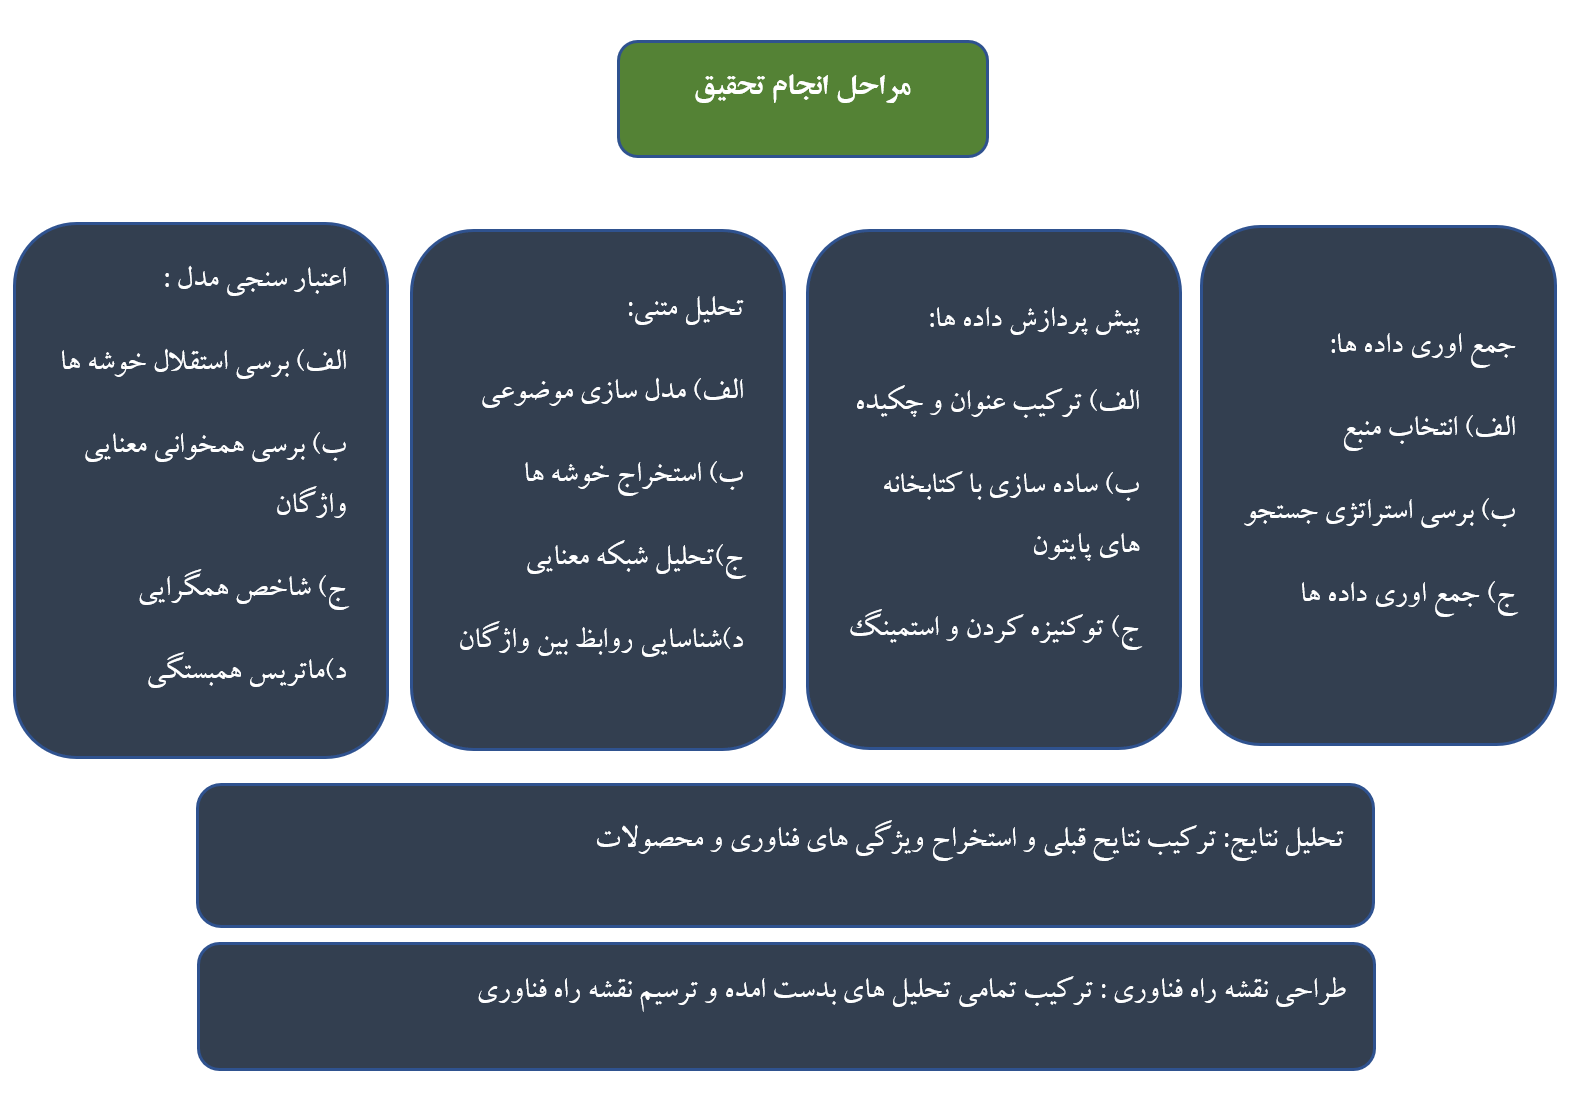 مراحل انجام تحقیق
جمع اوری داده ها:
الف) انتخاب منبع
ب) برسی استراتژی جستجو
ج) جمع اوری داده ها
پیش پردازش داده ها:
الف) ترکیب عنوان و چکیده
ب) ساده سازی با کتابخانه
های پایتون
ج) توکنیزه کردن و استمینگ
تحلیل متنی:
الف) مدل سازی موضوعی
ب) استخراج خوشه ها
ج)تحلیل شبکه معنایی
د)شناسایی روابظ بین واژگان
اعتبار سنجی مدل :
الف) برسی استقلال خوشه ها
ب) برسی همخوانی معنایی
واژگان
ج) شاخص همگرایی
د)ماتریس همبستگی
تحلیل نتایج: ترکیب نتایح قبلی و استخراح ویژگی های فناوری و محصولات
طراحی نقشه راه فناوری : ترکیب تمامی تحلیل های بدست امده و ترسیم نقشه راه فناوری